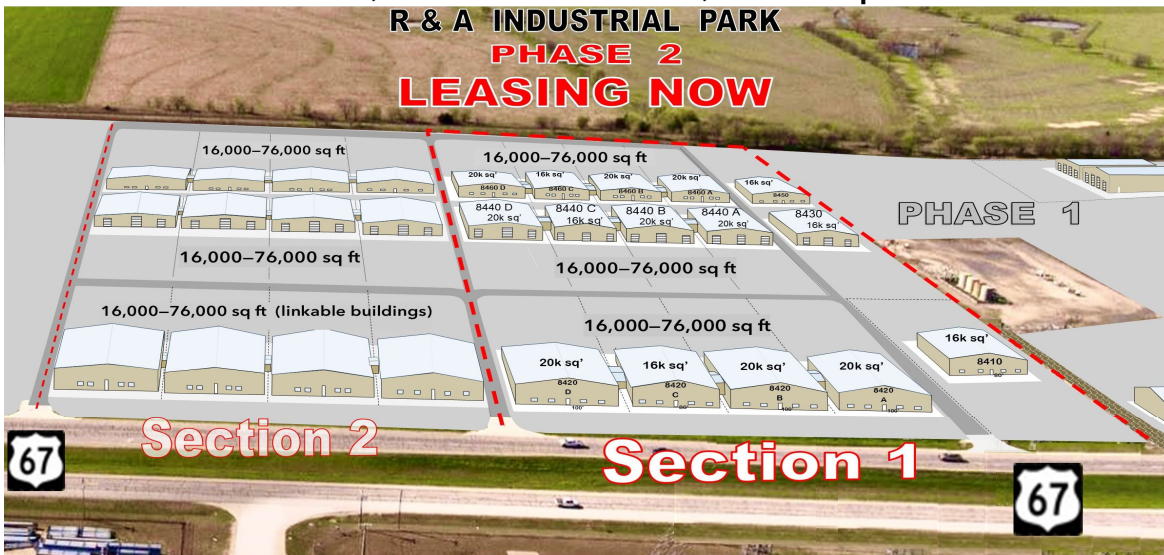 R & A INDUSTRIAL PARK
PHASE 2
LEASING NOW
16,000–76,000 sq ft
16,000–76,000 sq ft
20k sq' 16k sq' 20k sq' 20k sq' 16k sq'
8460 D 8460 C 8460 B 8460 A 8450
8440 D 8440 C 8440 B 8440 A 8430
20k sq' 16k sq' 20k sq' 20k sq' 16k sq'
PHASE 1
16,000–76,000 sq ft
16,000–76,000 sq ft
16,000–76,000 sq ft (linkable buildings)
16,000–76,000 sq ft
16k sq'
8410
80'
20k sq' 16k sq' 20k sq' 20k sq'
8420 8420 8420 8420
D C B A
100' 80' 100' 100'
Section 2
Section 1
67
67